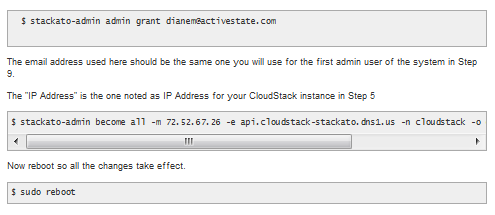 $ stackato-admin admin grant dianem@activestate.com
The email address used here should be the same one you will use for the first admin user of the system in Step
9.
The "IP Address" is the one noted as IP Address for your CloudStack instance in Step 5
$ stackato-admin become all -m 72.52.67.26 -e api.cloudstack-stackato.dns1.us -n cloudstack -o
Now reboot so all the changes take effect.
$ sudo reboot